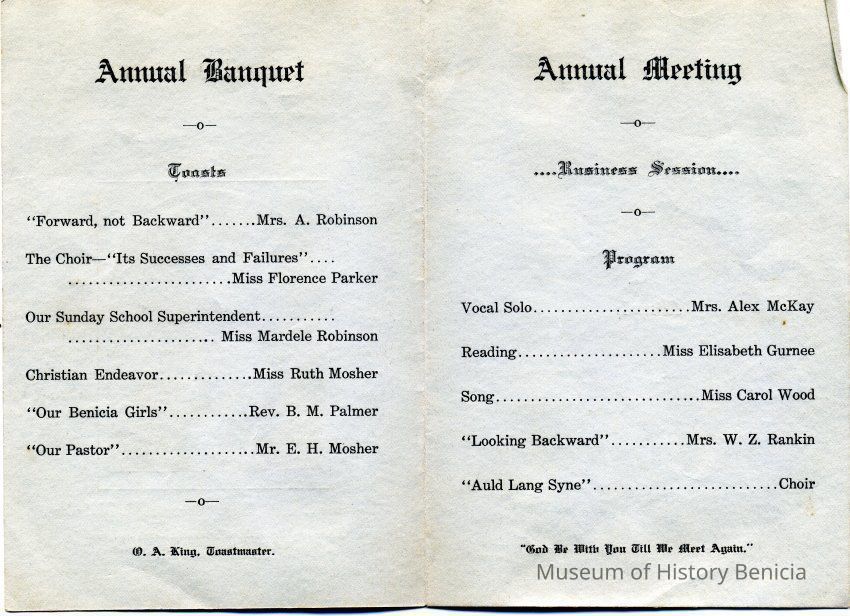 Annual Banquet
—o—
Toasts
"Forward, not Backward".......Mrs. A. Robinson
The Choir—"Its Successes and Failures"....
........................Miss Florence Parker
Our Sunday School Superintendent...........
...................... Miss Mardele Robinson
Christian Endeavor.............Miss Ruth Mosher
"Our Benicia Girls"............Rev. B. M. Palmer
"Our Pastor"....................Mr. E. H. Mosher
—o—
O. A. King, Toastmaster.
Annual Meeting
—o—
....Business Session....
—o—
Program
Vocal Solo.......................Mrs. Alex McKay
Reading.....................Miss Elisabeth Gurnee
Song..............................Miss Carol Wood
"Looking Backward"...........Mrs. W. Z. Rankin
"Auld Lang Syne"...........................Choir
"God Be With You Till We Meet Again."
Museum of History Benicia